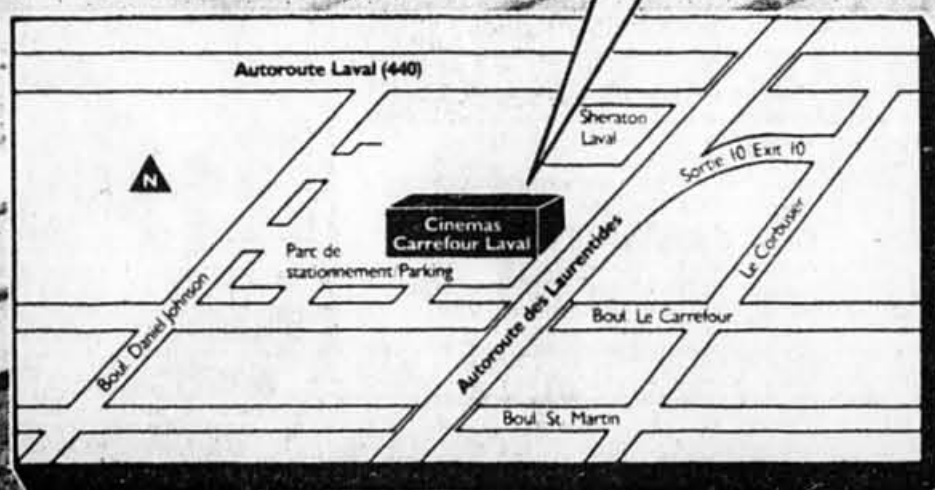 Autoroute Laval (440)
Sheraton
Laval
Sortie 10 Exit 10
N
Cinemas
Carrefour Laval
Le Corbusier
Parc de
stationnement/Parking
Boul. Daniel Johnson
Autoroute des Laurentides
Boul. Le Carrefour
Boul. St. Martin